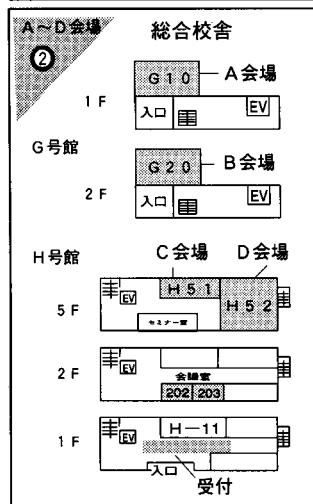 A～D会場
総合校舎
②
G10
A会場
1F
入口
EV
G号館
G20
B会場
2F
入口
EV
H号館
C会場
D会場
H51
EV
H52
5F
セミナー室
EV
2F
会議室
202 203
H-11
EV
1F
入口
受付